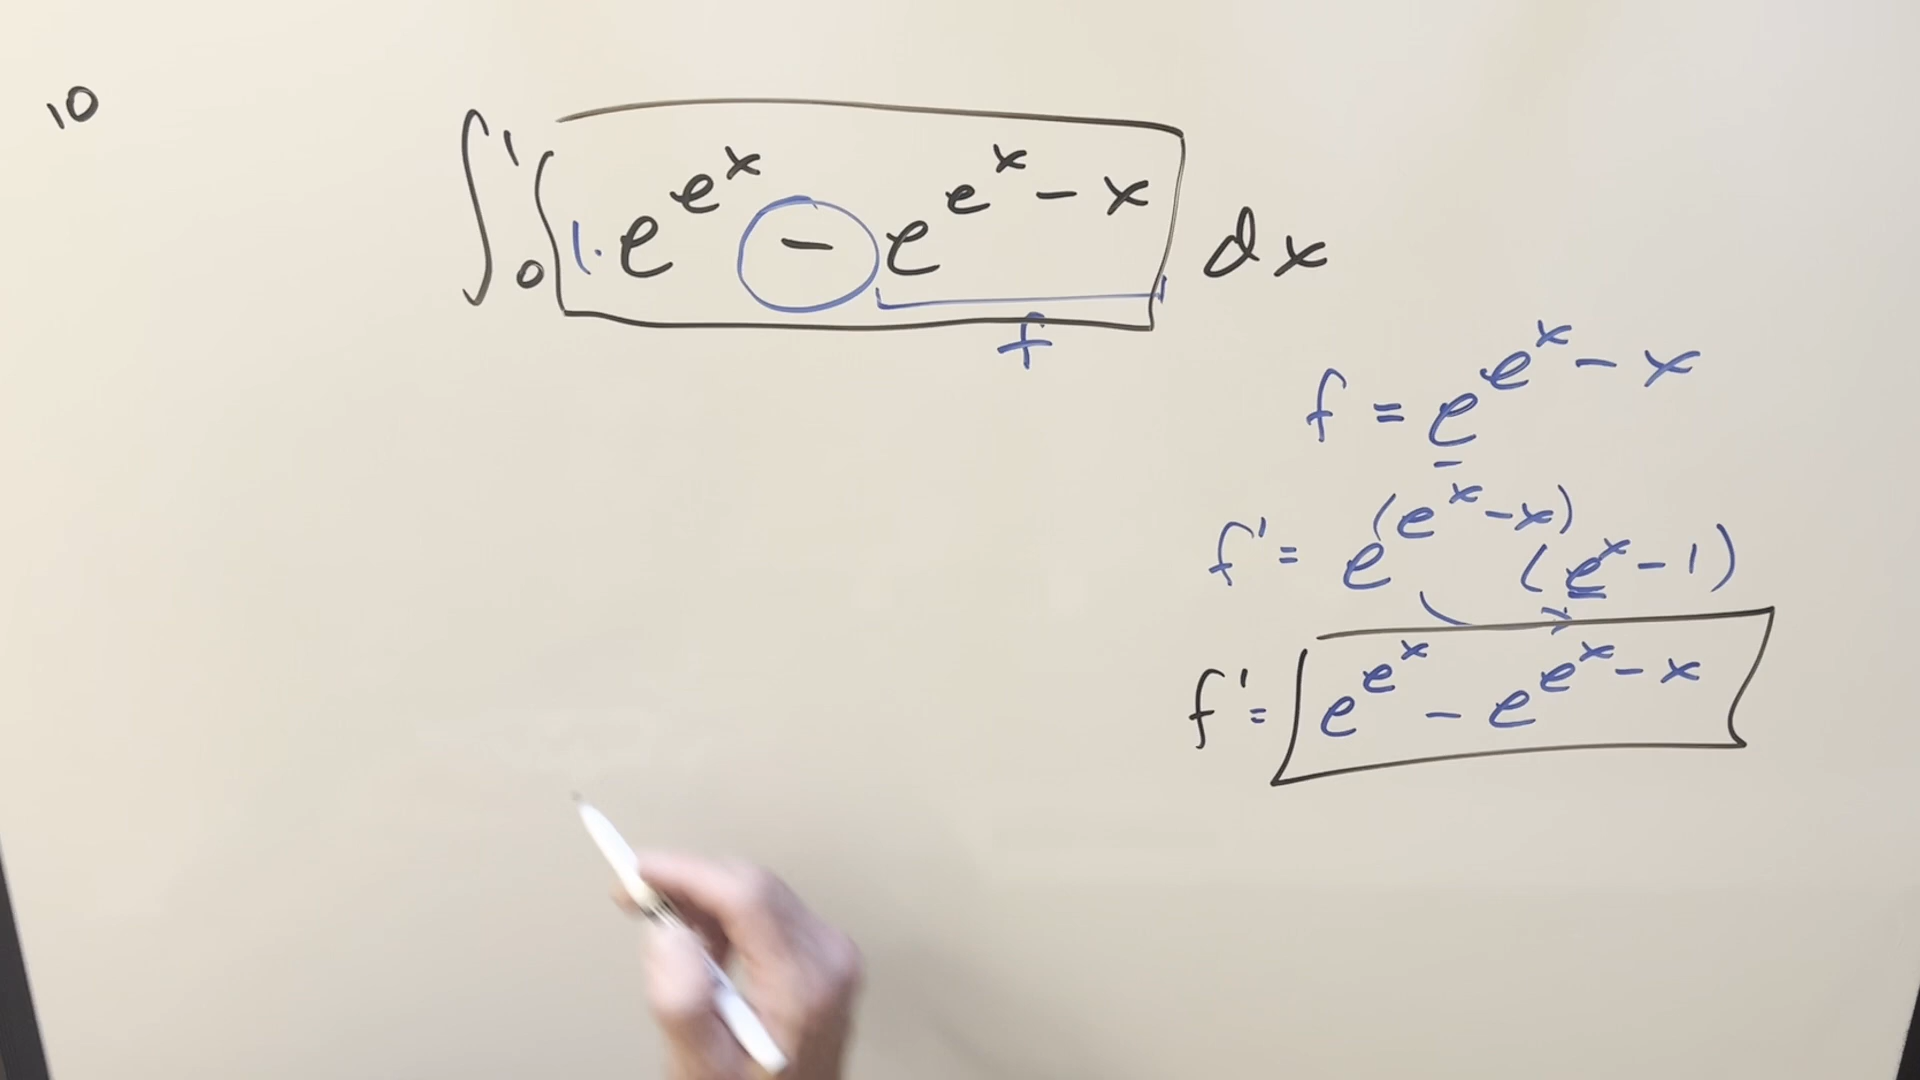 10
∫₀¹ (1·e^{e^x} − e^{e^x − x} dx
f
f = e^{e^x − x}
f' = e^{(e^x − x)} (e^x − 1)
f' = e^{e^x} − e^{e^x − x}